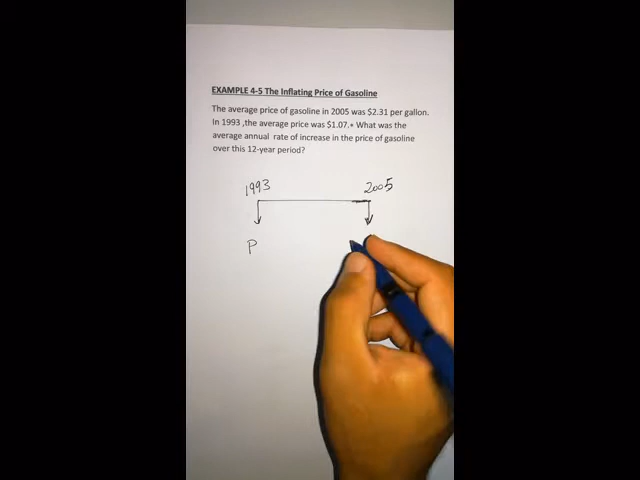 EXAMPLE 4-5 The Inflating Price of Gasoline
The average price of gasoline in 2005 was $2.31 per gallon.
In 1993 ,the average price was $1.07.• What was the
average annual rate of increase in the price of gasoline
over this 12-year period?
1993 2005
P